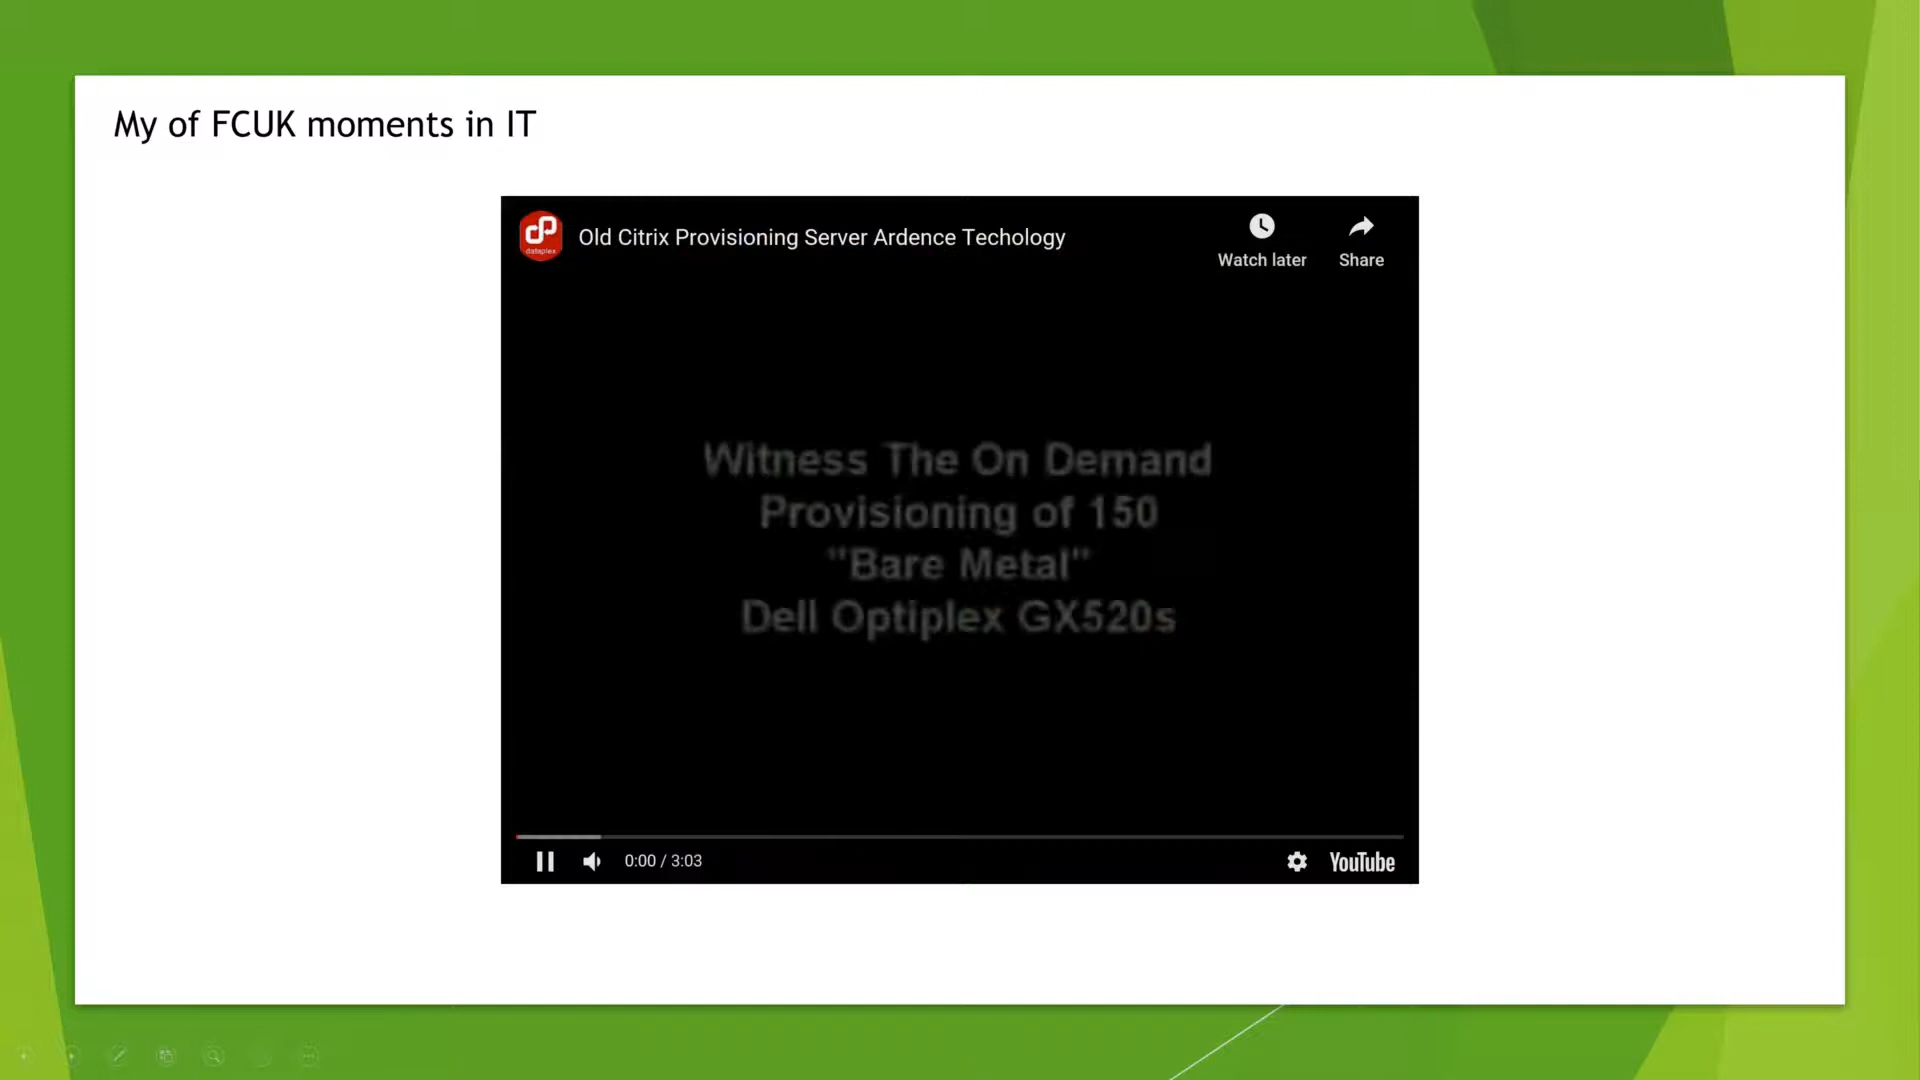 My of FCUK moments in IT
dataplex
Old Citrix Provisioning Server Ardence Techology
Watch later
Share
Witness The On Demand
Provisioning of 150
"Bare Metal"
Dell Optiplex GX520s
0:00 / 3:03
YouTube